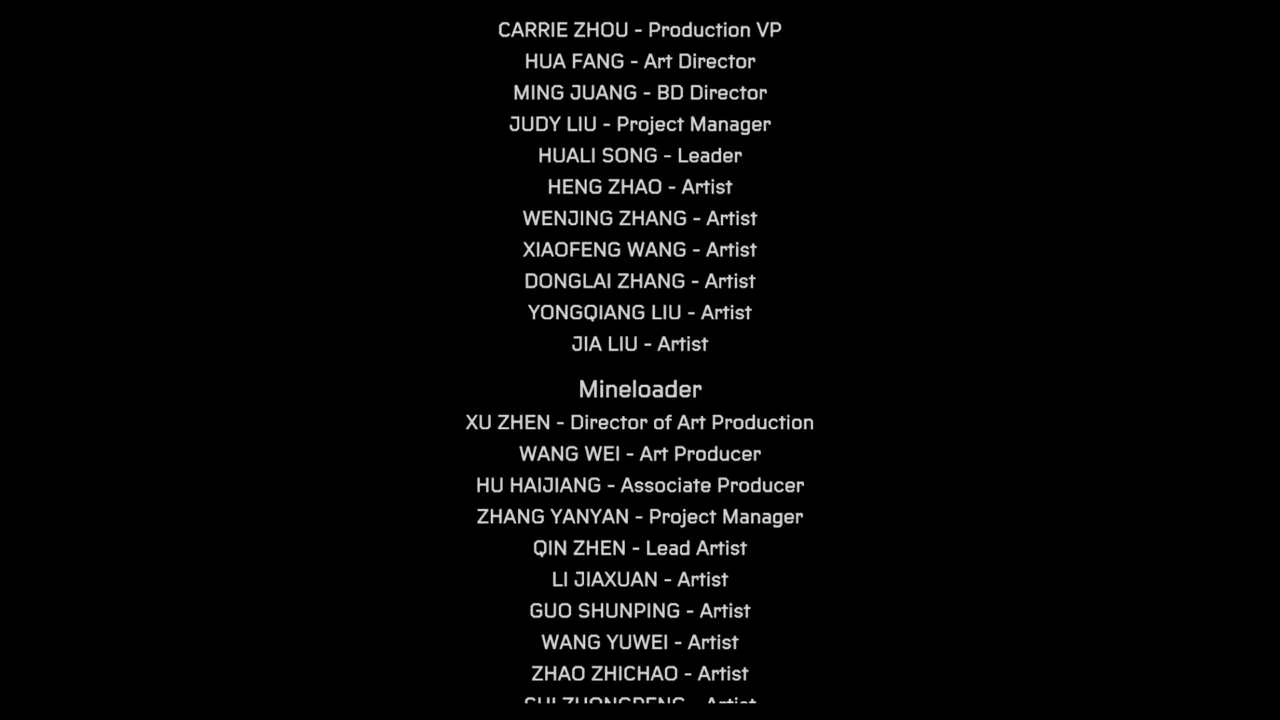 CARRIE ZHOU - Production VP
HUA FANG - Art Director
MING JUANG - BD Director
JUDY LIU - Project Manager
HUALI SONG - Leader
HENG ZHAO - Artist
WENJING ZHANG - Artist
XIAOFENG WANG - Artist
DONGLAI ZHANG - Artist
YONGQIANG LIU - Artist
JIA LIU - Artist
Mineloader
XU ZHEN - Director of Art Production
WANG WEI - Art Producer
HU HAIJIANG - Associate Producer
ZHANG YANYAN - Project Manager
QIN ZHEN - Lead Artist
LI JIAXUAN - Artist
GUO SHUNPING - Artist
WANG YUWEI - Artist
ZHAO ZHICHAO - Artist
- Artist